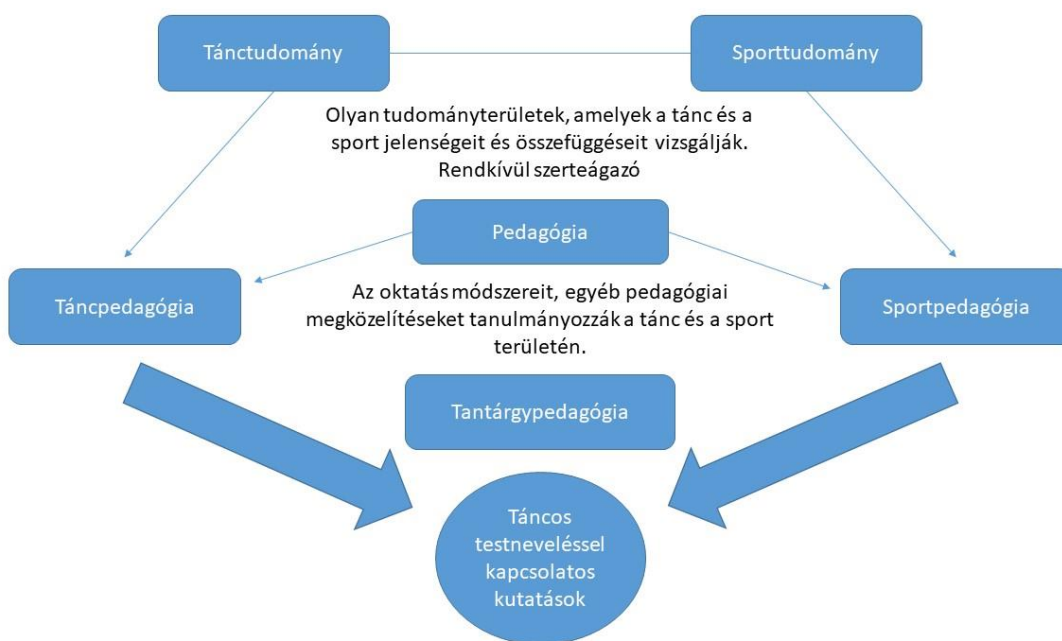 Tánctudomány
Sporttudomány
Olyan tudományterületek, amelyek a tánc és a
sport jelenségeit és összefüggéseit vizsgálják.
Rendkívül szerteágazó
Pedagógia
Táncpedagógia
Sportpedagógia
Az oktatás módszereit, egyéb pedagógiai
megközelítéseket tanulmányozzák a tánc és a sport
területén.
Tantárgypedagógia
Táncos
testneveléssel
kapcsolatos
kutatások